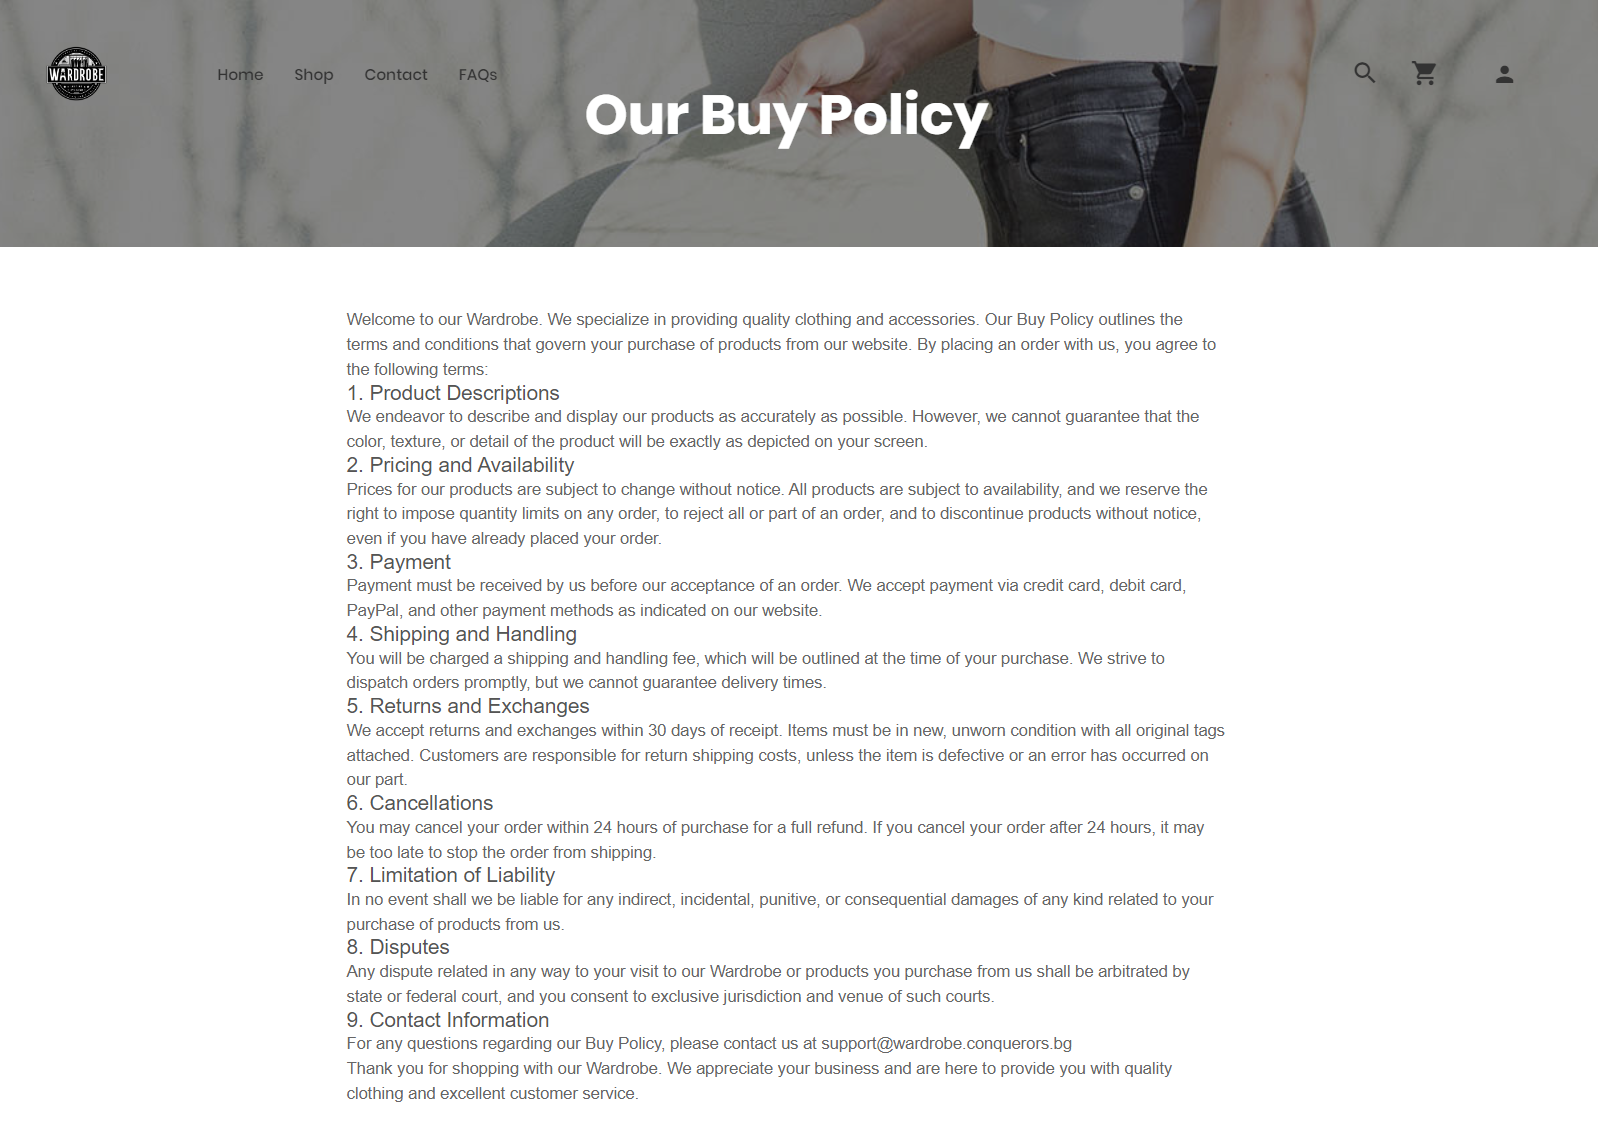 WARDROBE
Home Shop Contact FAQs
Our Buy Policy
Welcome to our Wardrobe. We specialize in providing quality clothing and accessories. Our Buy Policy outlines the
terms and conditions that govern your purchase of products from our website. By placing an order with us, you agree to
the following terms:
1. Product Descriptions
We endeavor to describe and display our products as accurately as possible. However, we cannot guarantee that the
color, texture, or detail of the product will be exactly as depicted on your screen.
2. Pricing and Availability
Prices for our products are subject to change without notice. All products are subject to availability, and we reserve the
right to impose quantity limits on any order, to reject all or part of an order, and to discontinue products without notice,
even if you have already placed your order.
3. Payment
Payment must be received by us before our acceptance of an order. We accept payment via credit card, debit card,
PayPal, and other payment methods as indicated on our website.
4. Shipping and Handling
You will be charged a shipping and handling fee, which will be outlined at the time of your purchase. We strive to
dispatch orders promptly, but we cannot guarantee delivery times.
5. Returns and Exchanges
We accept returns and exchanges within 30 days of receipt. Items must be in new, unworn condition with all original tags
attached. Customers are responsible for return shipping costs, unless the item is defective or an error has occurred on
our part.
6. Cancellations
You may cancel your order within 24 hours of purchase for a full refund. If you cancel your order after 24 hours, it may
be too late to stop the order from shipping.
7. Limitation of Liability
In no event shall we be liable for any indirect, incidental, punitive, or consequential damages of any kind related to your
purchase of products from us.
8. Disputes
Any dispute related in any way to your visit to our Wardrobe or products you purchase from us shall be arbitrated by
state or federal court, and you consent to exclusive jurisdiction and venue of such courts.
9. Contact Information
For any questions regarding our Buy Policy, please contact us at support@wardrobe.conquerors.bg
Thank you for shopping with our Wardrobe. We appreciate your business and are here to provide you with quality
clothing and excellent customer service.